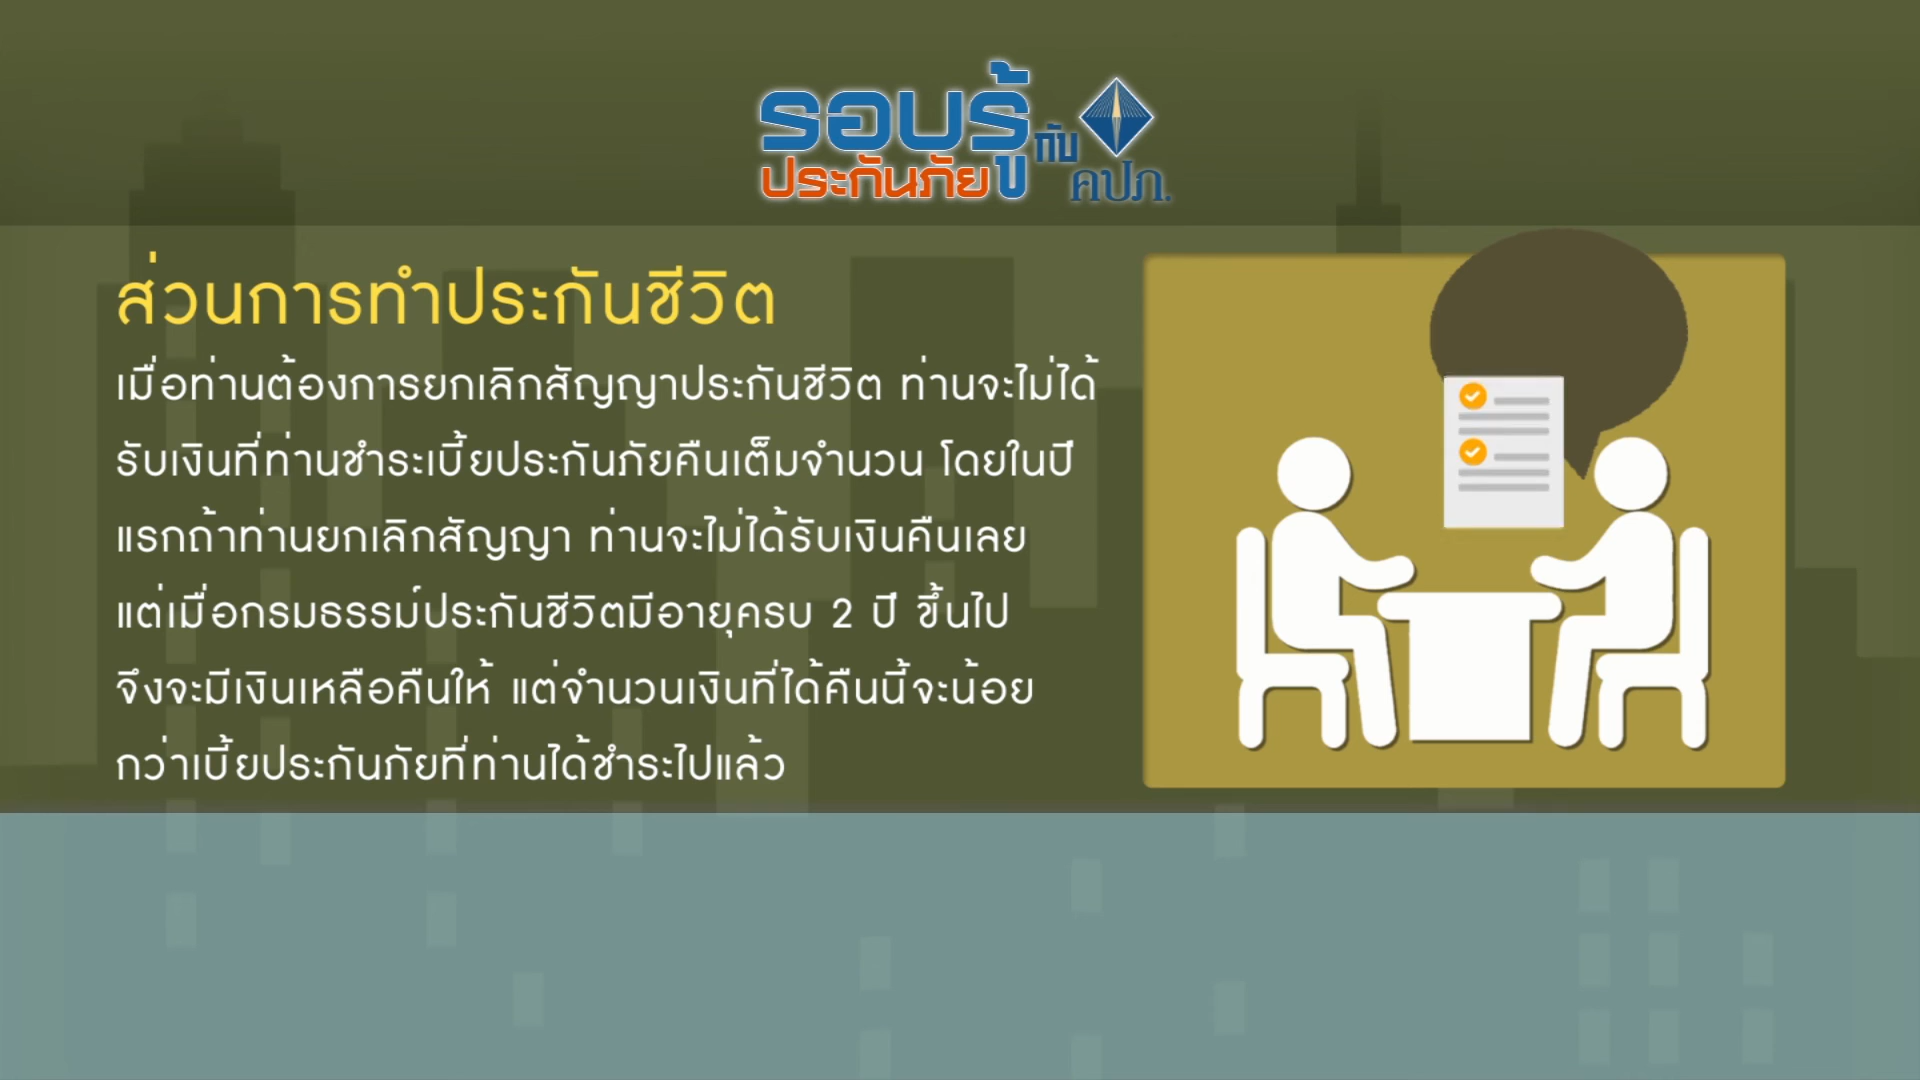 รอบรู้
ประกันภัย กับ คปภ.
ส่วนการทำประกันชีวิต
เมื่อท่านต้องการยกเลิกสัญญาประกันชีวิต ท่านจะไม่ได้
รับเงินที่ท่านชำระเบี้ยประกันภัยคืนเต็มจำนวน โดยในปี
แรกถ้าท่านยกเลิกสัญญา ท่านจะไม่ได้รับเงินคืนเลย
แต่เมื่อกรมธรรม์ประกันชีวิตมีอายุครบ 2 ปี ขึ้นไป
จึงจะมีเงินเหลือคืนให้ แต่จำนวนเงินที่ได้คืนนี้จะน้อย
กว่าเบี้ยประกันภัยที่ท่านได้ชำระไปแล้ว